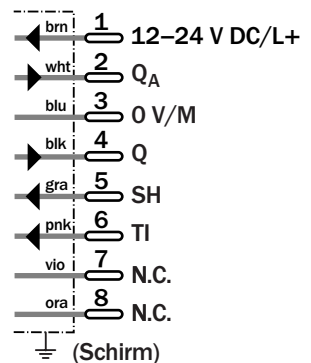 brn 1 12–24 V DC/L+
wht 2 QA
blu 3 0 V/M
blk 4 Q
gra 5 SH
pnk 6 TI
vio 7 N.C.
ora 8 N.C.
(Schirm)